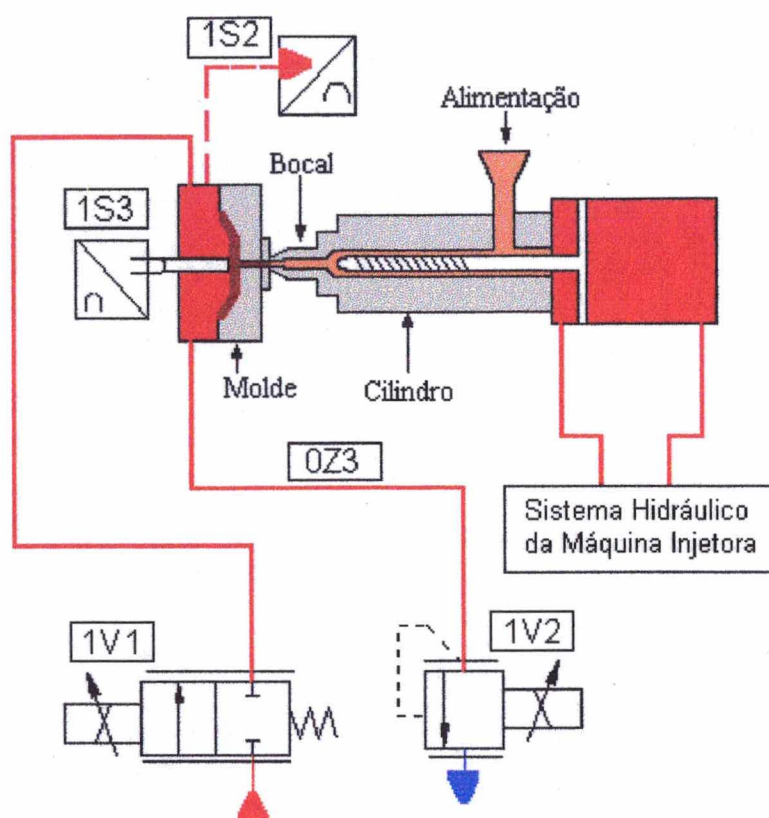 1S2
Alimentação
Bocal
1S3
Molde
Cilindro
0Z3
Sistema Hidráulico
da Máquina Injetora
1V1
1V2